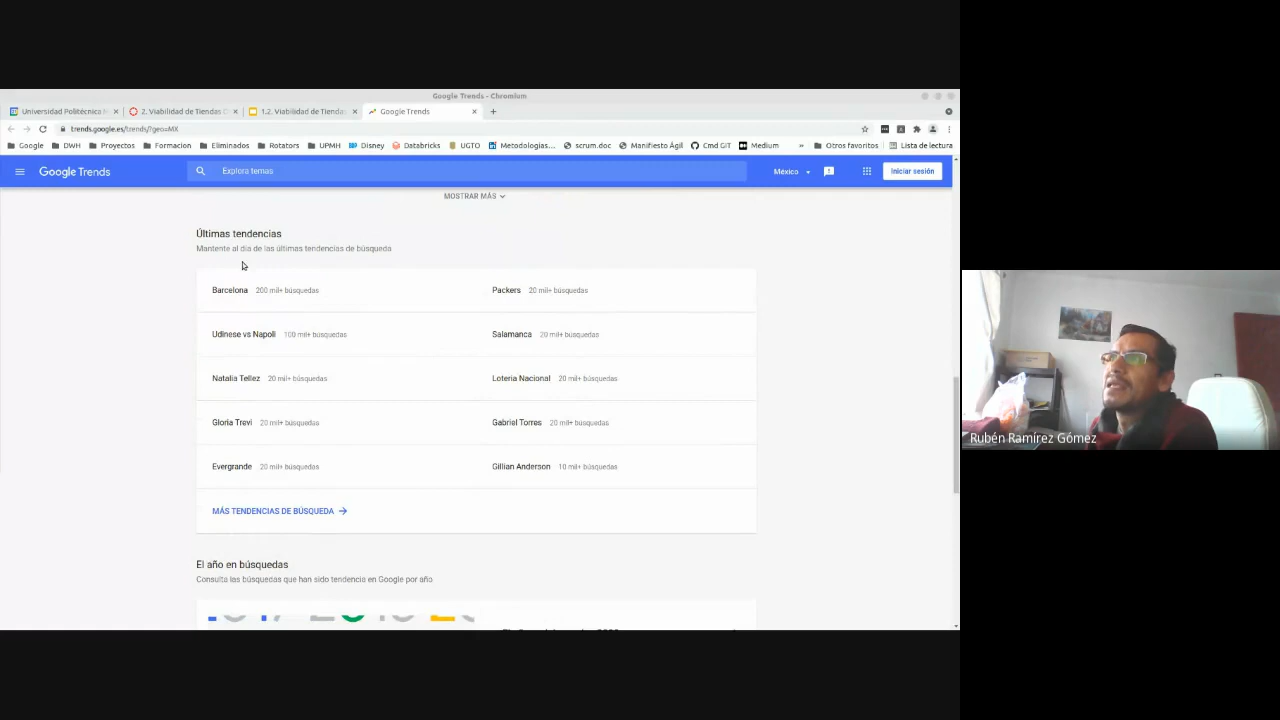 Google Trends - Chromium
Universidad Politécnica
2. Viabilidad de Tiendas
1.2. Viabilidad de Tiendas
Google Trends
trends.google.es/trends/?geo=MX
Google DWH Proyectos Formacion Eliminados Rotators UPMH Disney Databricks UGTO Metodologías... scrum.doc Manifiesto Ágil Cmd GIT Medium » Otros favoritos Lista de lectura
Google Trends
Explora temas
México
Iniciar sesión
MOSTRAR MÁS
Últimas tendencias
Mantente al día de las últimas tendencias de búsqueda
Barcelona 200 mil+ búsquedas
Packers 20 mil+ búsquedas
Udinese vs Napoli 100 mil+ búsquedas
Salamanca 20 mil+ búsquedas
Natalia Tellez 20 mil+ búsquedas
Loteria Nacional 20 mil+ búsquedas
Gloria Trevi 20 mil+ búsquedas
Gabriel Torres 20 mil+ búsquedas
Evergrande 20 mil+ búsquedas
Gillian Anderson 10 mil+ búsquedas
MÁS TENDENCIAS DE BÚSQUEDA
El año en búsquedas
Consulta las búsquedas que han sido tendencia en Google por año
Rubén Ramírez Gómez